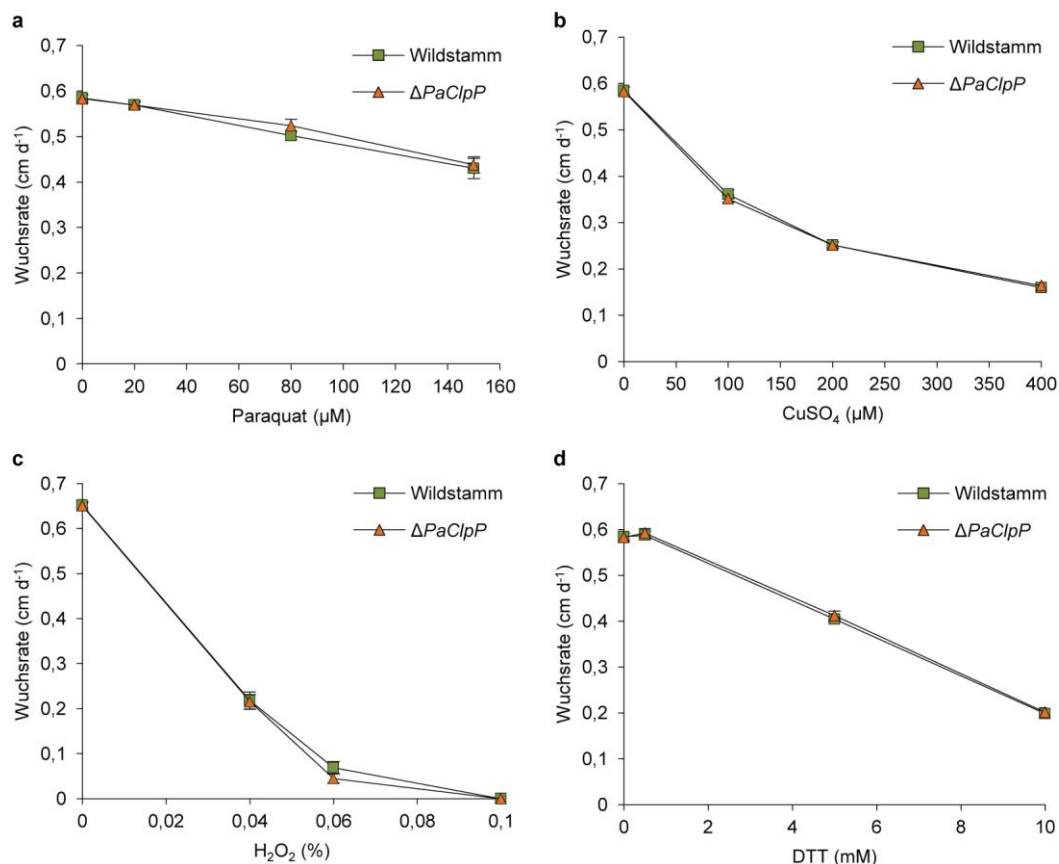 a
0,7
0,6
0,5
0,4
0,3
0,2
0,1
0
Wuchsrate (cm d⁻¹)
0 20 40 60 80 100 120 140 160
Paraquat (µM)
Wildstamm
ΔPaClpP
b
0,7
0,6
0,5
0,4
0,3
0,2
0,1
0
Wuchsrate (cm d⁻¹)
0 50 100 150 200 250 300 350 400
CuSO₄ (µM)
Wildstamm
ΔPaClpP
c
0,7
0,6
0,5
0,4
0,3
0,2
0,1
0
Wuchsrate (cm d⁻¹)
0 0,02 0,04 0,06 0,08 0,1
H₂O₂ (%)
Wildstamm
ΔPaClpP
d
0,7
0,6
0,5
0,4
0,3
0,2
0,1
0
Wuchsrate (cm d⁻¹)
0 2 4 6 8 10
DTT (mM)
Wildstamm
ΔPaClpP